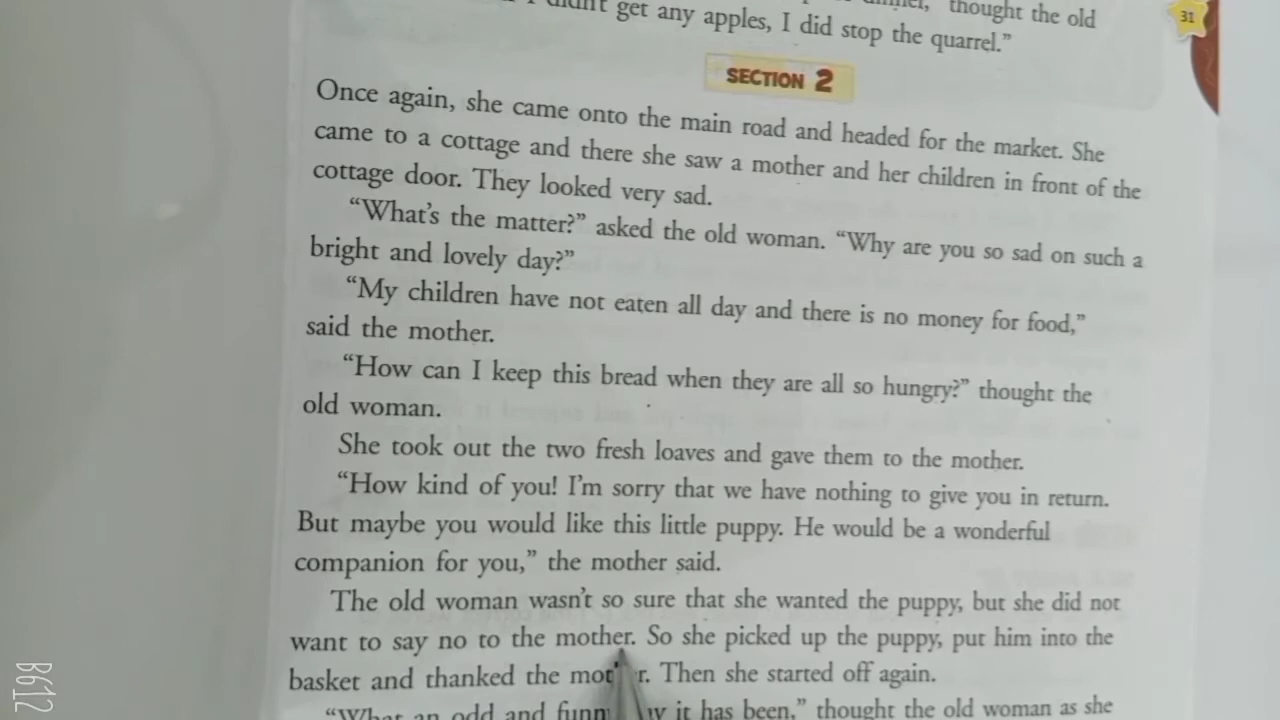 thought the old
get any apples, I did stop the quarrel.”
31
SECTION 2
Once again, she came onto the main road and headed for the market. She
came to a cottage and there she saw a mother and her children in front of the
cottage door. They looked very sad.
“What’s the matter?” asked the old woman. “Why are you so sad on such a
bright and lovely day?”
“My children have not eaten all day and there is no money for food,”
said the mother.
“How can I keep this bread when they are all so hungry?” thought the
old woman.
She took out the two fresh loaves and gave them to the mother.
“How kind of you! I’m sorry that we have nothing to give you in return.
But maybe you would like this little puppy. He would be a wonderful
companion for you,” the mother said.
The old woman wasn’t so sure that she wanted the puppy, but she did not
want to say no to the mother. So she picked up the puppy, put him into the
basket and thanked the Then she started off again.
“What an odd and it has been,” thought the old woman as she
B612